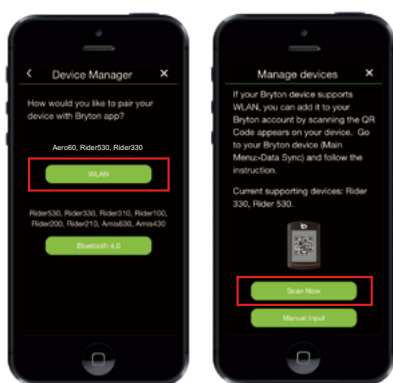 Device Manager
How would you like to pair your
device with Bryton app?
Aero60, Rider530, Rider330
WLAN
Rider530, Rider330, Rider310, Rider100,
Rider200, Rider210, Amis630, Amis430
Bluetooth 4.0
Manage devices
If your Bryton device supports
WLAN, you can add it to your
Bryton account by scanning the QR
Code appears on your device. Go
to your Bryton device (Main
Menu>Data Sync) and follow the
instruction.
Current supporting devices: Rider
330, Rider 530.
Scan Now
Manual Input